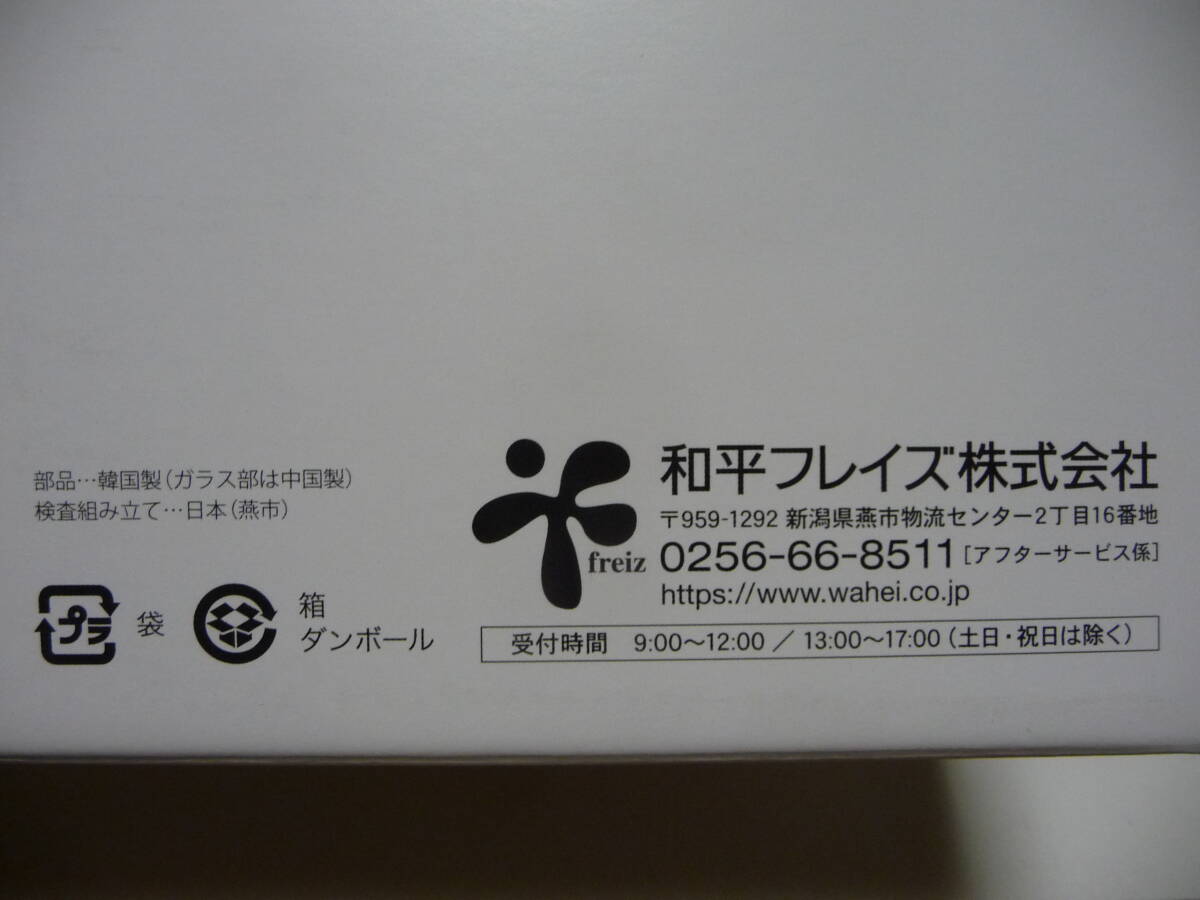 部品…韓国製(ガラス部は中国製)
検査組み立て…日本(燕市)
プラ 袋
箱
ダンボール
freiz
和平フレイズ株式会社
〒959-1292 新潟県燕市物流センター2丁目16番地
0256-66-8511[アフターサービス係]
https://www.wahei.co.jp
受付時間 9:00〜12:00 / 13:00〜17:00(土日・祝日は除く)